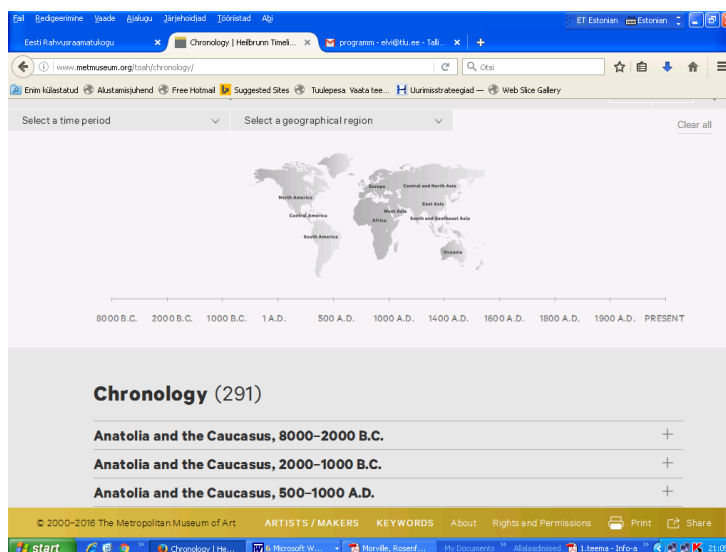 Fail Redigeerimine Vaade Ajalugu Järjehoidjad Tööriistad Abi
ET Estonian Estonian
Eesti Rahvusraamatukogu × Chronology | Heilbrunn Timeli... × programm - elvi@tlu.ee - Talli... × +
www.metmuseum.org/toah/chronology/ Otsi
Enim külastatud Alustamisjuhend Free Hotmail Suggested Sites Tuulepesa Vaata tee... Uurimisstrateegiad — Web Slice Gallery
Select a time period Select a geographical region
Clear all
North America Europe Central and North Asia
East Asia
Central America West Asia
Africa South and Southeast Asia
South America
Oceania
8000 B.C. 2000 B.C. 1000 B.C. 1 A.D. 500 A.D. 1000 A.D. 1400 A.D. 1600 A.D. 1800 A.D. 1900 A.D. PRESENT
Chronology (291)
Anatolia and the Caucasus, 8000–2000 B.C. +
Anatolia and the Caucasus, 2000–1000 B.C. +
Anatolia and the Caucasus, 500–1000 A.D. +
© 2000–2016 The Metropolitan Museum of Art ARTISTS / MAKERS KEYWORDS About Rights and Permissions Print Share
start Chronology | He... 6 Microsoft W... Morville, Rosenf... My Documents Allalaadimised 1.teema - Info-a